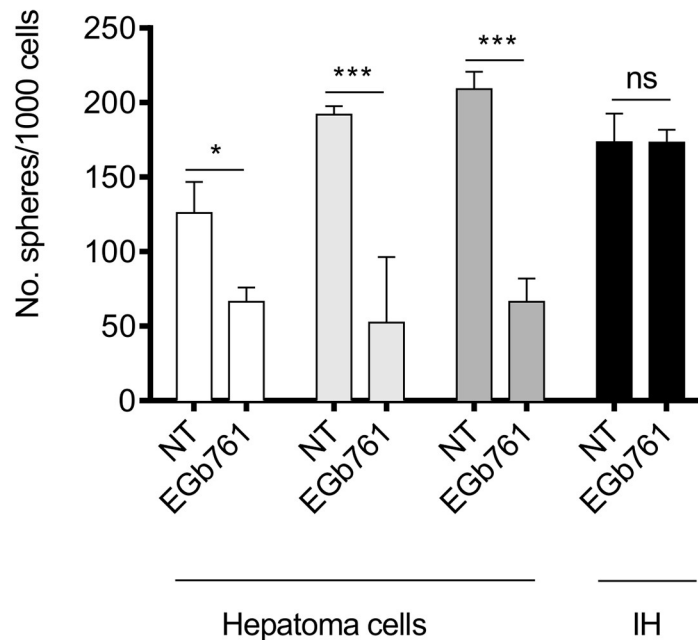 No. spheres/1000 cells
250
200
150
100
50
0
*
***
***
ns
NT
EGb761
NT
EGb761
NT
EGb761
NT
EGb761
Hepatoma cells
IH